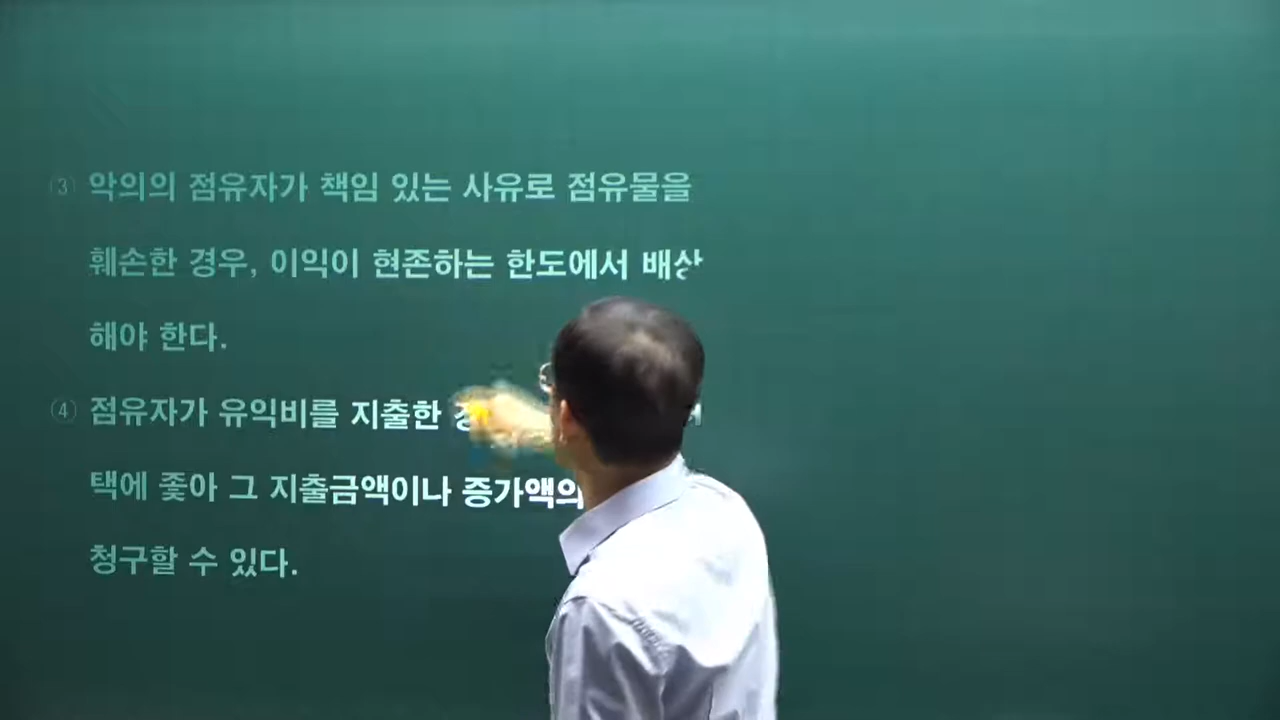 ③ 악의의 점유자가 책임 있는 사유로 점유물을
훼손한 경우, 이익이 현존하는 한도에서 배상
해야 한다.
④ 점유자가 유익비를 지출한
택에 좇아 그 지출금액이나 증가액의
청구할 수 있다.